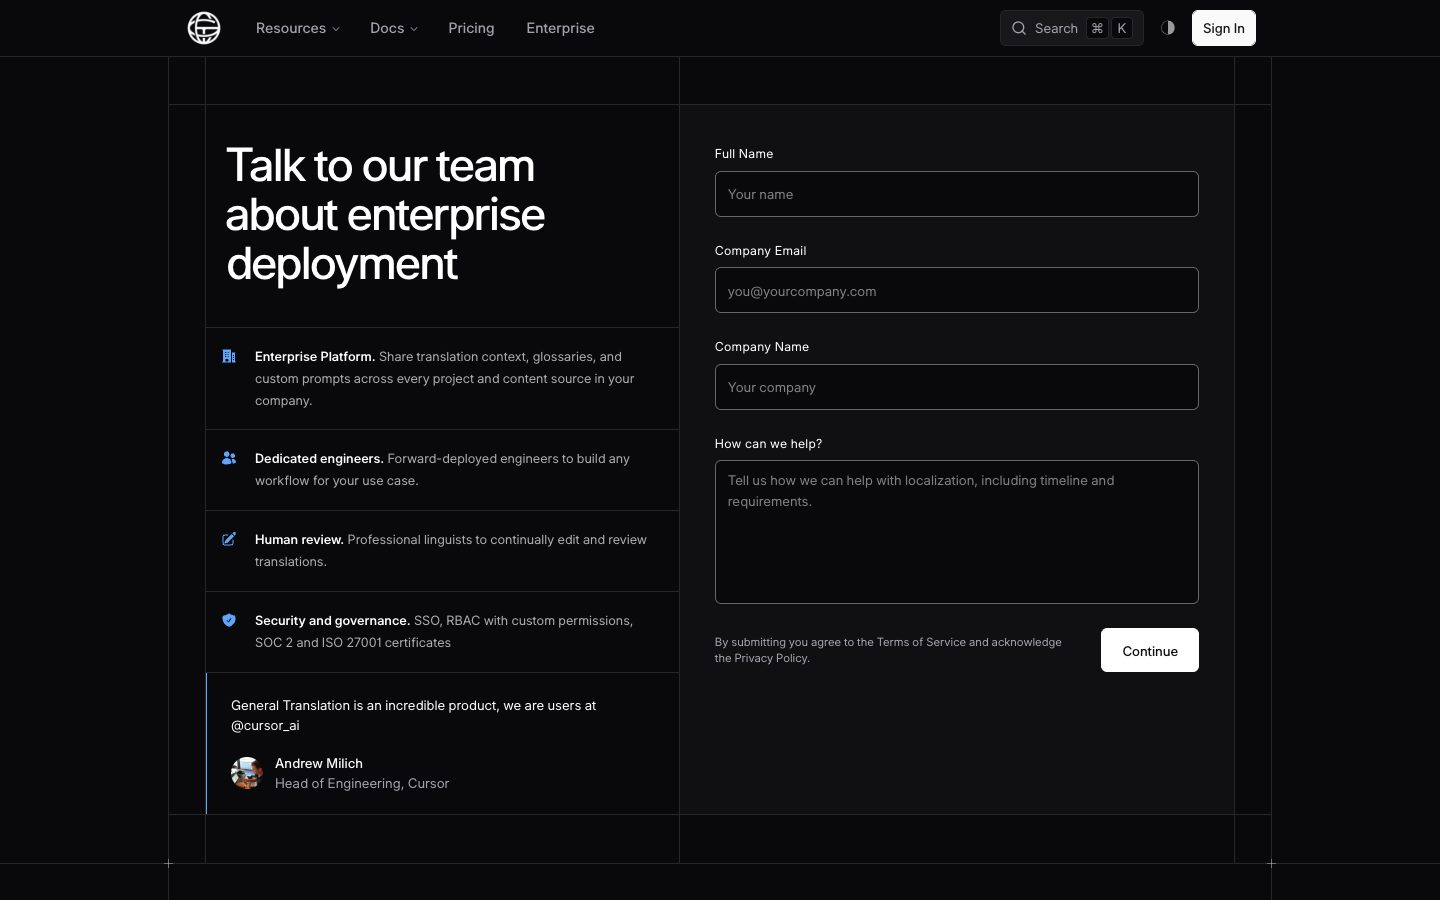 Resources
Docs
Pricing
Enterprise
Search ⌘ K
Sign In
Talk to our team
about enterprise
deployment
Enterprise Platform. Share translation context, glossaries, and
custom prompts across every project and content source in your
company.
Dedicated engineers. Forward-deployed engineers to build any
workflow for your use case.
Human review. Professional linguists to continually edit and review
translations.
Security and governance. SSO, RBAC with custom permissions,
SOC 2 and ISO 27001 certificates
General Translation is an incredible product, we are users at
@cursor_ai
Andrew Milich
Head of Engineering, Cursor
Full Name
Your name
Company Email
you@yourcompany.com
Company Name
Your company
How can we help?
Tell us how we can help with localization, including timeline and
requirements.
By submitting you agree to the Terms of Service and acknowledge
the Privacy Policy.
Continue